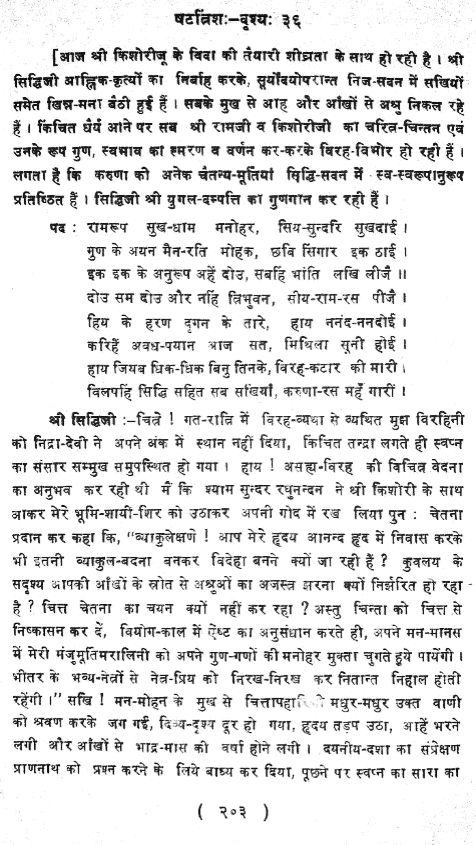 षटत्रिंश:-दृश्य: ३६
[आज श्री किशोरीजू के विदा की तैयारी शीघ्रता के साथ हो रही है । श्री
सिद्धिजी आह्निक-कृत्यों का निर्वाह करके, सूर्योदयोपरान्त निज-सदन में सखियों
समेत खिन्न-मना बैठी हुई हैं । सबके मुख से आह और आँखों से अश्रु निकल रहे
हैं । किंचित धैर्य आने पर सब श्री रामजी व किशोरीजी का चरित्र-चिन्तन एवं
उनके रूप गुण, स्वभाव का स्मरण व वर्णन कर-करके विरह-विभोर हो रही हैं ।
लगता है कि करुणा की अनेक चैतन्य-मूर्तियां सिद्धि-सदन में स्व-स्वरूपानुरूप
प्रतिष्ठित हैं । सिद्धिजी श्री युगल-दम्पत्ति का गुणगान कर रही हैं ।
पद : रामरूप सुख-धाम मनोहर, सिय-सुन्दरि सुखदाई ।
गुण के अयन मैन-रति मोहक, छबि सिंगार इक ठाई ।
इक इक के अनुरूप अहें दोउ, सबहिं भांति लखि लीजै ॥
दोउ सम दोउ और नहिं त्रिभुवन, सीय-राम-रस पीजै ।
हिय के हरण दृगन के तारे, हाय ननंद-ननदोई ।
करिहैं अवध-पयान आज सत, मिथिला सूनी होई ।
हाय जियब धिक-धिक बिनु तिनके, विरह-कटार की मारी ।
विलपहिं सिद्धि सहित सब सखियाँ, करुणा-रस महँ गारीं ।
श्री सिद्धिजी :–चित्रे ! गत-रात्रि में विरह-व्यथा से व्यथित मुझ विरहिनी
को निद्रा-देवी ने अपने अंक में स्थान नहीं दिया, किंचित तन्द्रा लगते ही स्वप्न
का संसार सम्मुख समुपस्थित हो गया । हाय ! असह्य-विरह की विचित्र वेदना
का अनुभव कर रही थी मैं कि श्याम सुन्दर रघुनन्दन ने श्री किशोरी के साथ
आकर मेरे भूमि-शायी-शिर को उठाकर अपनी गोद में रख लिया पुन : चेतना
प्रदान कर कहा कि, "व्याकुलेक्षणे ! आप मेरे हृदय आनन्द ह्रद में निवास करके
भी इतनी व्याकुल-बदना बनकर विदेहा बनने क्यों जा रही हैं ? कुवलय के
सदृश्य आपकी आँखों के स्रोत से अश्रुओं का अजस्त्र झरना क्यों निर्झरित हो रहा
है ? चित्त चेतना का चयन क्यों नहीं कर रहा ? अस्तु चिन्ता को चित्त से
निष्कासन कर दें, वियोग-काल में ऐष्ट का अनुसंधान करते ही, अपने मन-मानस
में मेरी मंजुमूर्तिमरालिनी को अपने गुण-गणों की मनोहर मुक्ता चुगते हुये पायेंगी ।
भीतर के भव्य-नेत्रों से नेत्र-प्रिय को निरख-निरख कर नितान्त निहाल होती
रहेंगी ।" सखि ! मन-मोहन के मुख से चित्तापहारिणी मधुर-मधुर उक्त वाणी
को श्रवण करके जग गई, दिव्य-दृश्य दूर हो गया, हृदय तड़प उठा, आहें भरने
लगी और आँखों से भाद्र-मास की वर्षा होने लगी । दयनीय-दशा का संप्रेक्षण
प्राणनाथ को प्रश्न करने के लिये बाध्य कर दिया, पूछने पर स्वप्न का सारा का
( २०३ )